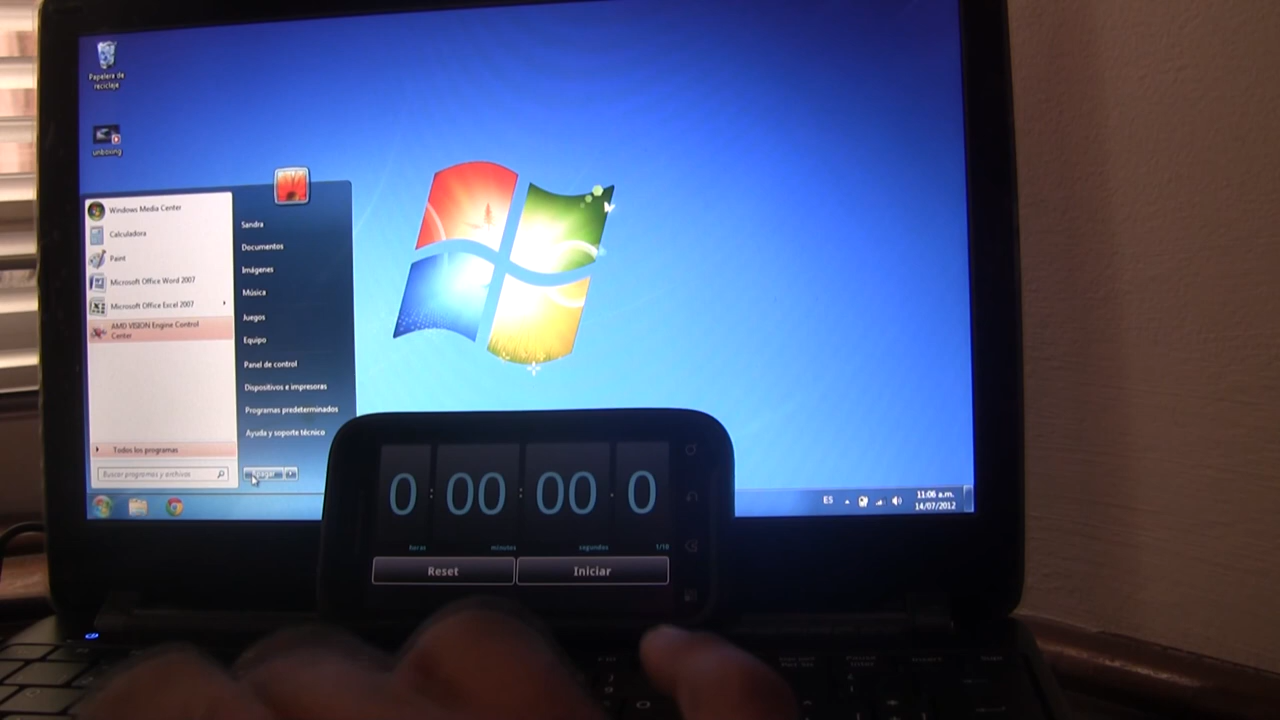 Papelera de
reciclaje
unboxing
Windows Media Center
Calculadora
Paint
Microsoft Office Word 2007
Microsoft Office Excel 2007
AMD VISION Engine Control
Center
Todos los programas
Buscar programas y archivos
Sandra
Documentos
Imágenes
Música
Juegos
Equipo
Panel de control
Dispositivos e impresoras
Programas predeterminados
Ayuda y soporte técnico
Apagar
ES
11:06 a.m.
14/07/2012
0:00:00.0
horas minutos segundos 1/10
Reset Iniciar